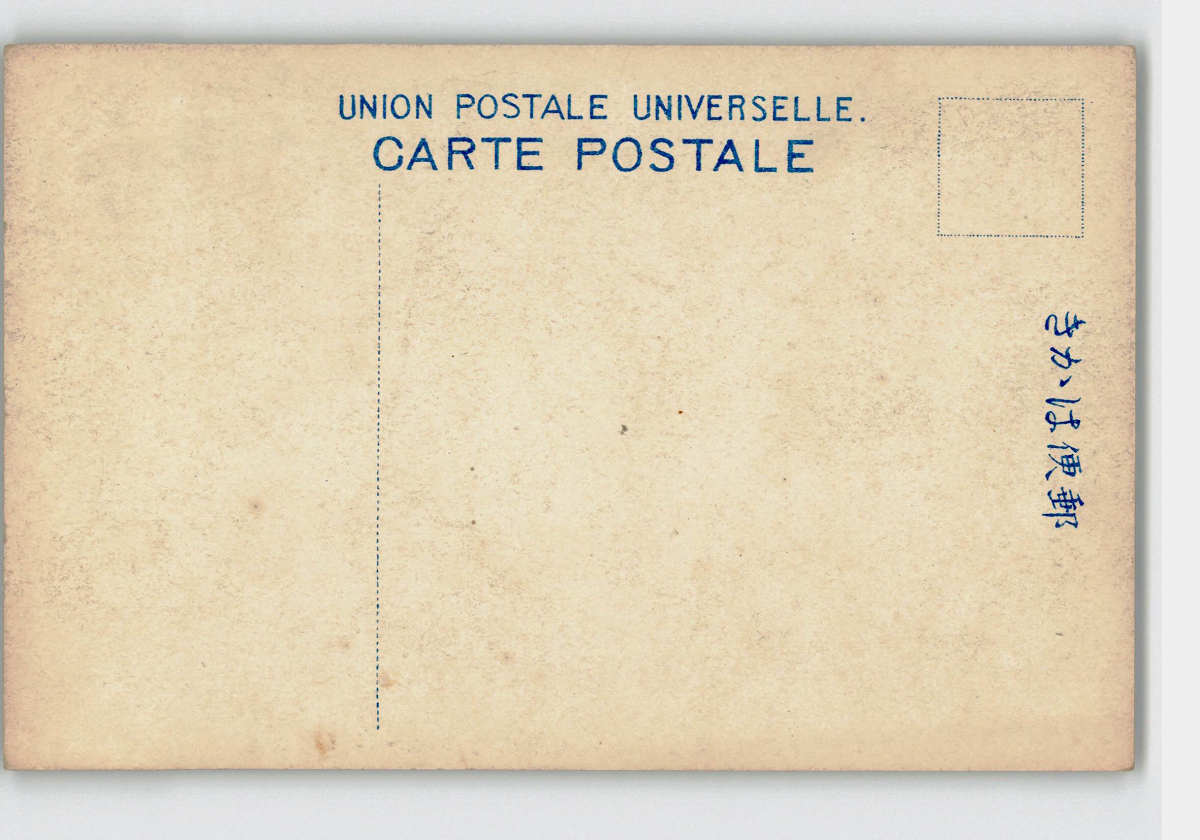 UNION POSTALE UNIVERSELLE.
CARTE POSTALE
きかは便郵